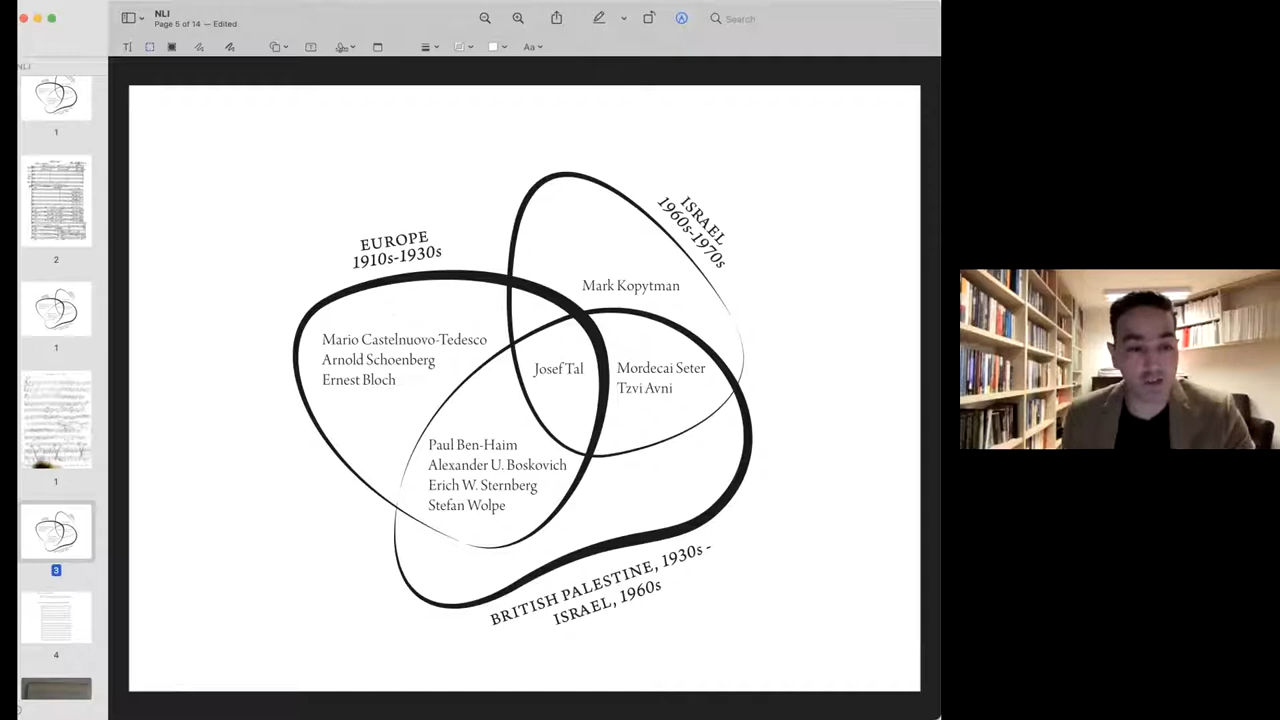 NLI
Page 5 of 14 — Edited
Search
Aa
NLI
1
2
1
1
3
4
EUROPE
1910s-1930s
ISRAEL
1960s-1970s
Mark Kopytman
Mario Castelnuovo-Tedesco
Arnold Schoenberg
Ernest Bloch
Josef Tal
Mordecai Seter
Tzvi Avni
Paul Ben-Haim
Alexander U. Boskovich
Erich W. Sternberg
Stefan Wolpe
BRITISH PALESTINE, 1930s -
ISRAEL, 1960s